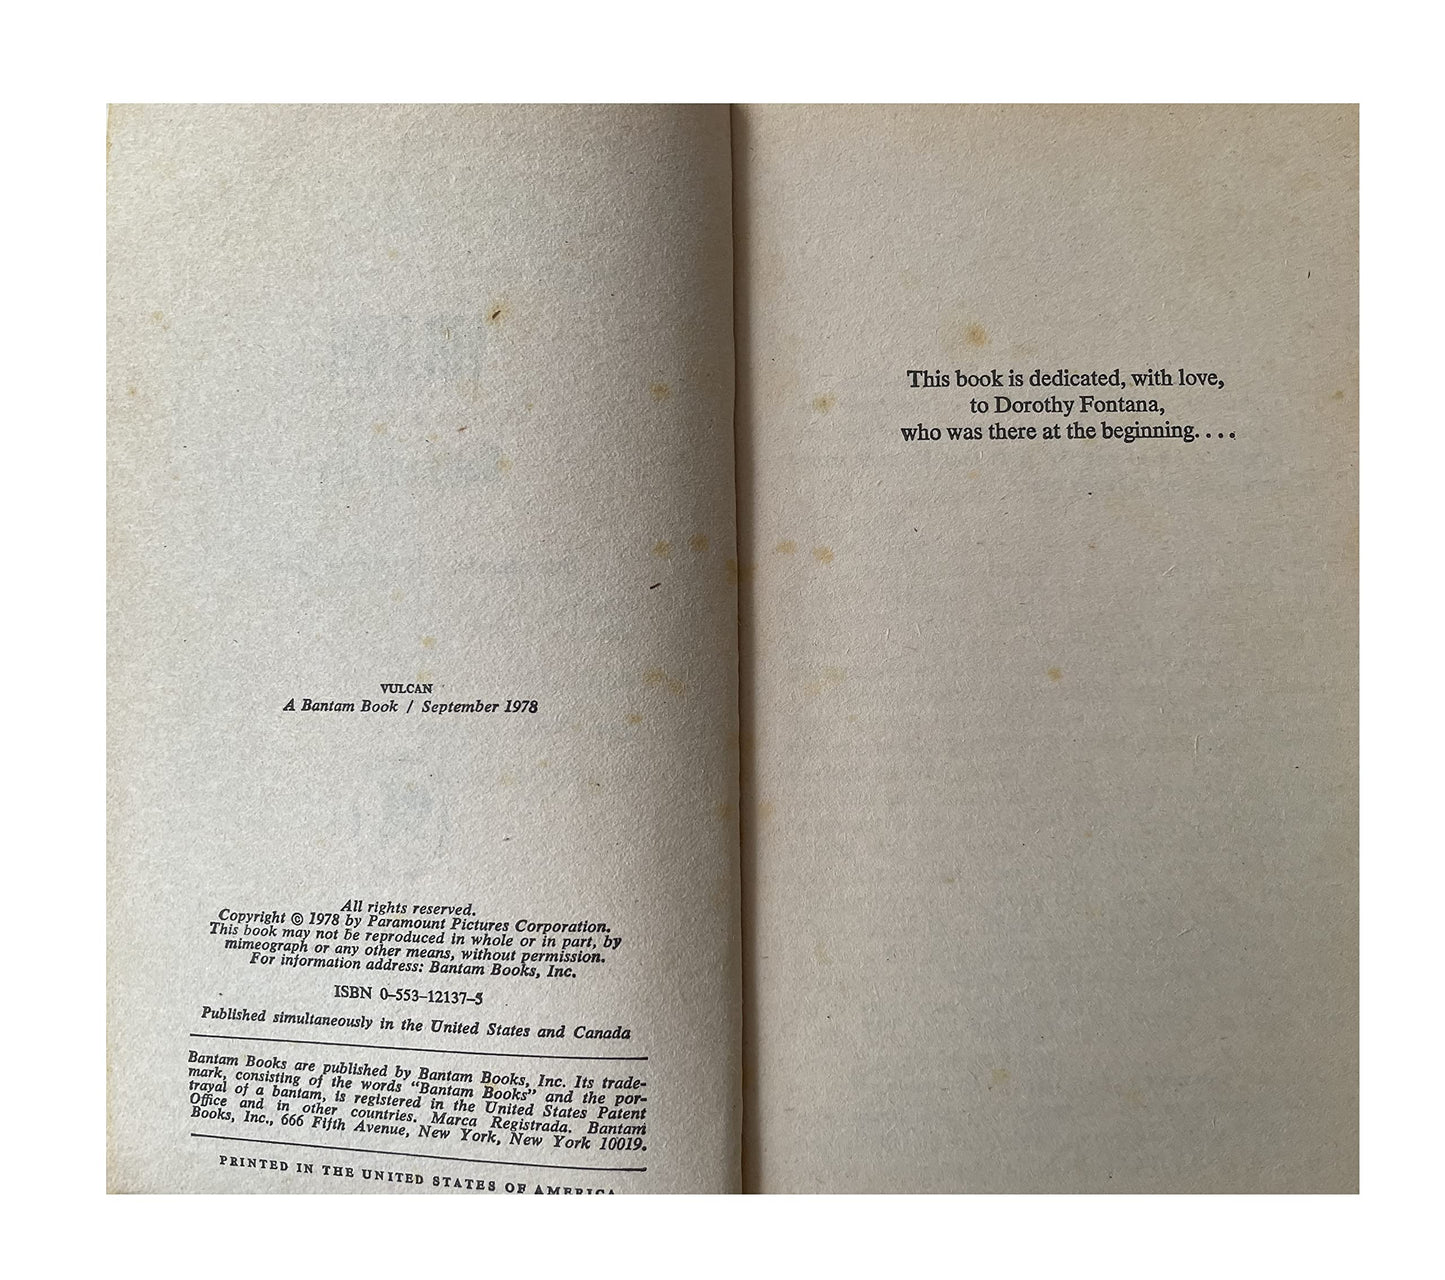 VULCAN
A Bantam Book / September 1978
All rights reserved.
Copyright © 1978 by Paramount Pictures Corporation.
This book may not be reproduced in whole or in part, by
mimeograph or any other means, without permission.
For information address: Bantam Books, Inc.
ISBN 0–553–12137–5
Published simultaneously in the United States and Canada
Bantam Books are published by Bantam Books, Inc. Its trade-
mark, consisting of the words "Bantam Books" and the por-
trayal of a bantam, is registered in the United States Patent
Office and in other countries. Marca Registrada. Bantam
Books, Inc., 666 Fifth Avenue, New York, New York 10019.
PRINTED IN THE UNITED STATES OF AMERICA
This book is dedicated, with love,
to Dorothy Fontana,
who was there at the beginning. . . .